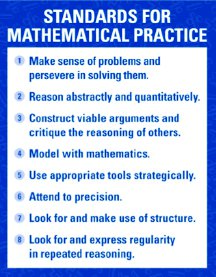 STANDARDS FOR
MATHEMATICAL PRACTICE
1 Make sense of problems and
persevere in solving them.
2 Reason abstractly and quantitatively.
3 Construct viable arguments and
critique the reasoning of others.
4 Model with mathematics.
5 Use appropriate tools strategically.
6 Attend to precision.
7 Look for and make use of structure.
8 Look for and express regularity
in repeated reasoning.